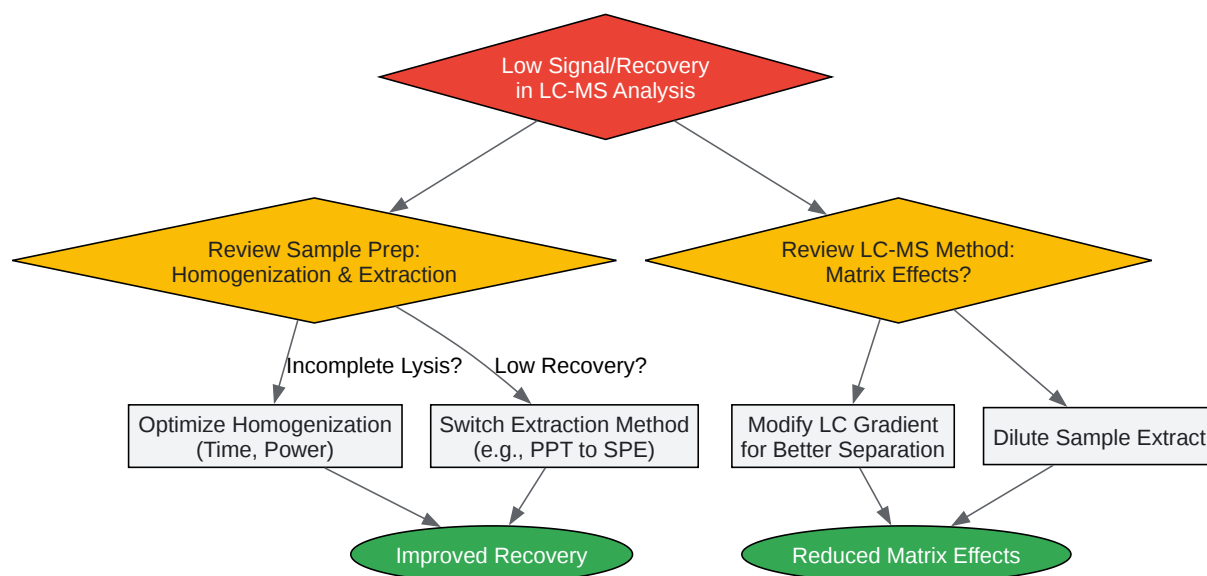 Low Signal/Recovery
in LC-MS Analysis
Review Sample Prep:
Homogenization & Extraction
Review LC-MS Method:
Matrix Effects?
Incomplete Lysis?
Low Recovery?
Optimize Homogenization
(Time, Power)
Switch Extraction Method
(e.g., PPT to SPE)
Modify LC Gradient
for Better Separation
Dilute Sample Extract
Improved Recovery
Reduced Matrix Effects